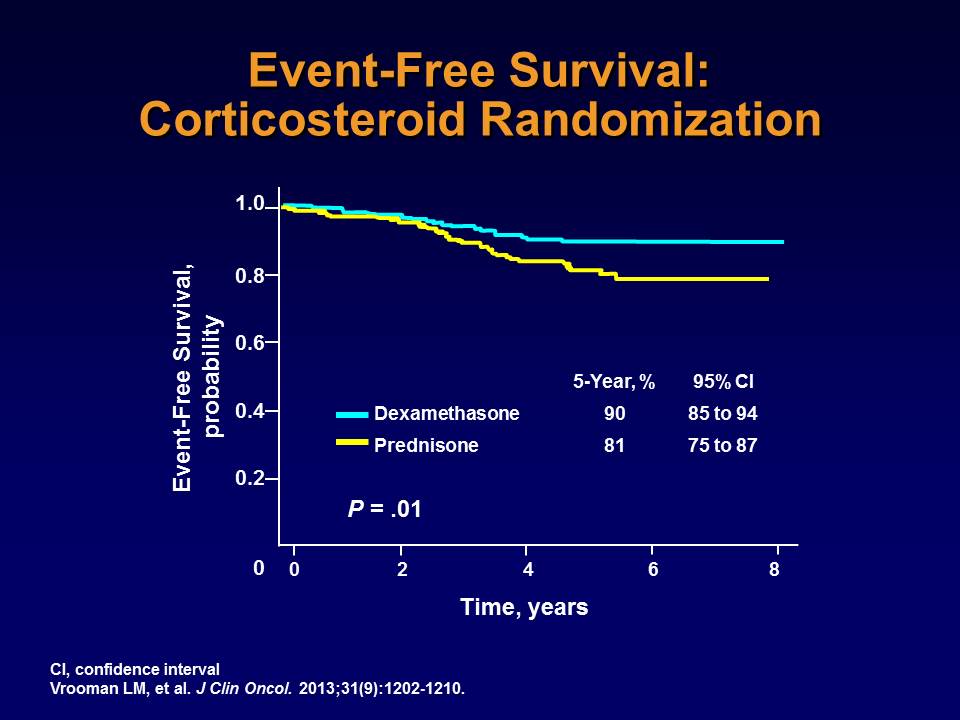 Event-Free Survival:
Corticosteroid Randomization
Event-Free Survival,
probability
1.0
0.8
0.6
0.4
0.2
0
5-Year, % 95% CI
Dexamethasone 90 85 to 94
Prednisone 81 75 to 87
P = .01
0 2 4 6 8
Time, years
CI, confidence interval
Vrooman LM, et al. J Clin Oncol. 2013;31(9):1202-1210.